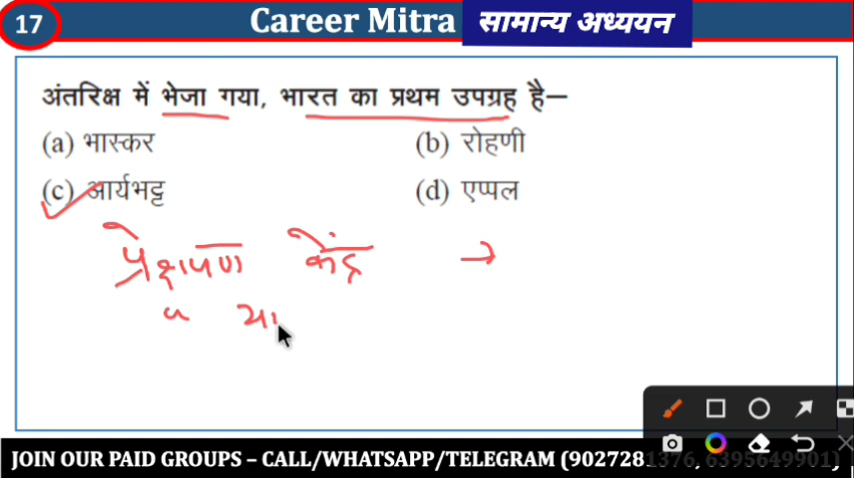 17 Career Mitra सामान्य अध्ययन
अंतरिक्ष में भेजा गया, भारत का प्रथम उपग्रह है—
(a) भास्कर (b) रोहणी
(c) आर्यभट्ट (d) एप्पल
प्रेक्षापण केंद्र →
व या
JOIN OUR PAID GROUPS – CALL/WHATSAPP/TELEGRAM (9027281376, 6395649901)